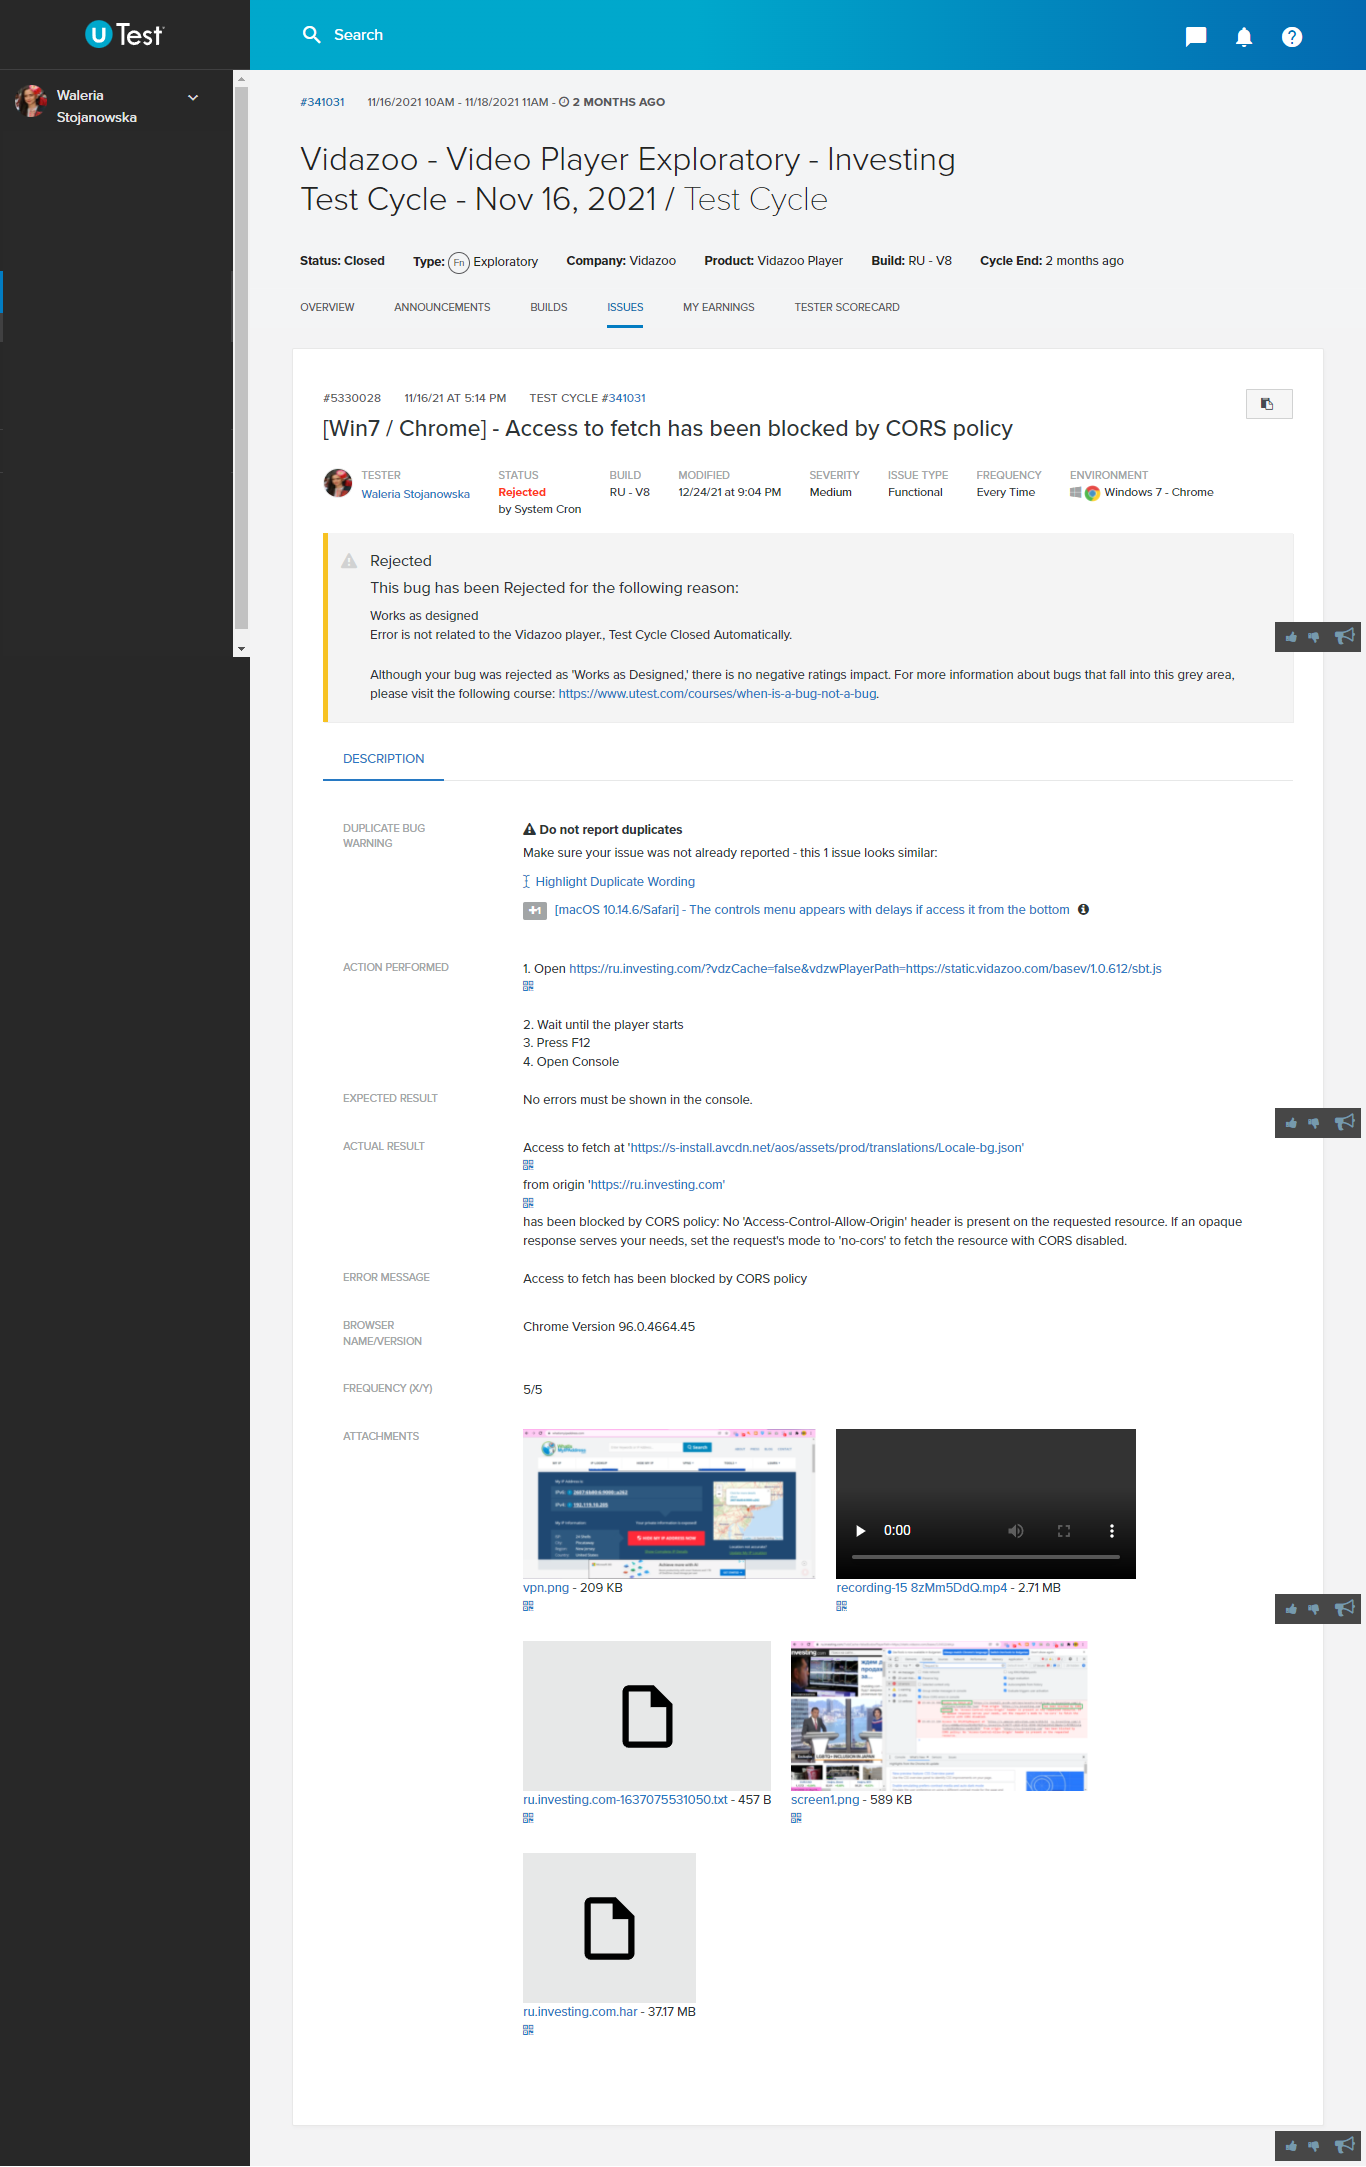 U Test
Search
Waleria
Stojanowska
#341031 11/16/2021 10AM - 11/18/2021 11AM - 2 MONTHS AGO
Vidazoo - Video Player Exploratory - Investing
Test Cycle - Nov 16, 2021 / Test Cycle
Status: Closed Type: Fn Exploratory Company: Vidazoo Product: Vidazoo Player Build: RU - V8 Cycle End: 2 months ago
OVERVIEW ANNOUNCEMENTS BUILDS ISSUES MY EARNINGS TESTER SCORECARD
#5330028 11/16/21 AT 5:14 PM TEST CYCLE #341031
[Win7 / Chrome] - Access to fetch has been blocked by CORS policy
TESTER STATUS BUILD MODIFIED SEVERITY ISSUE TYPE FREQUENCY ENVIRONMENT
Waleria Stojanowska Rejected RU - V8 12/24/21 at 9:04 PM Medium Functional Every Time Windows 7 - Chrome
by System Cron
Rejected
This bug has been Rejected for the following reason:
Works as designed
Error is not related to the Vidazoo player., Test Cycle Closed Automatically.
Although your bug was rejected as 'Works as Designed,' there is no negative ratings impact. For more information about bugs that fall into this grey area,
please visit the following course: https://www.utest.com/courses/when-is-a-bug-not-a-bug.
DESCRIPTION
DUPLICATE BUG
WARNING
Do not report duplicates
Make sure your issue was not already reported - this 1 issue looks similar:
Highlight Duplicate Wording
+1 [macOS 10.14.6/Safari] - The controls menu appears with delays if access it from the bottom
ACTION PERFORMED
1. Open https://ru.investing.com/?vdzCache=false&vdzwPlayerPath=https://static.vidazoo.com/basev/1.0.612/sbt.js
2. Wait until the player starts
3. Press F12
4. Open Console
EXPECTED RESULT
No errors must be shown in the console.
ACTUAL RESULT
Access to fetch at 'https://s-install.avcdn.net/aos/assets/prod/translations/Locale-bg.json'
from origin 'https://ru.investing.com'
has been blocked by CORS policy: No 'Access-Control-Allow-Origin' header is present on the requested resource. If an opaque
response serves your needs, set the request's mode to 'no-cors' to fetch the resource with CORS disabled.
ERROR MESSAGE
Access to fetch has been blocked by CORS policy
BROWSER
NAME/VERSION
Chrome Version 96.0.4664.45
FREQUENCY (X/Y)
5/5
ATTACHMENTS
0:00
vpn.png - 209 KB
recording-15 8zMm5DdQ.mp4 - 2.71 MB
ru.investing.com-1637075531050.txt - 457 B
screen1.png - 589 KB
ru.investing.com.har - 37.17 MB